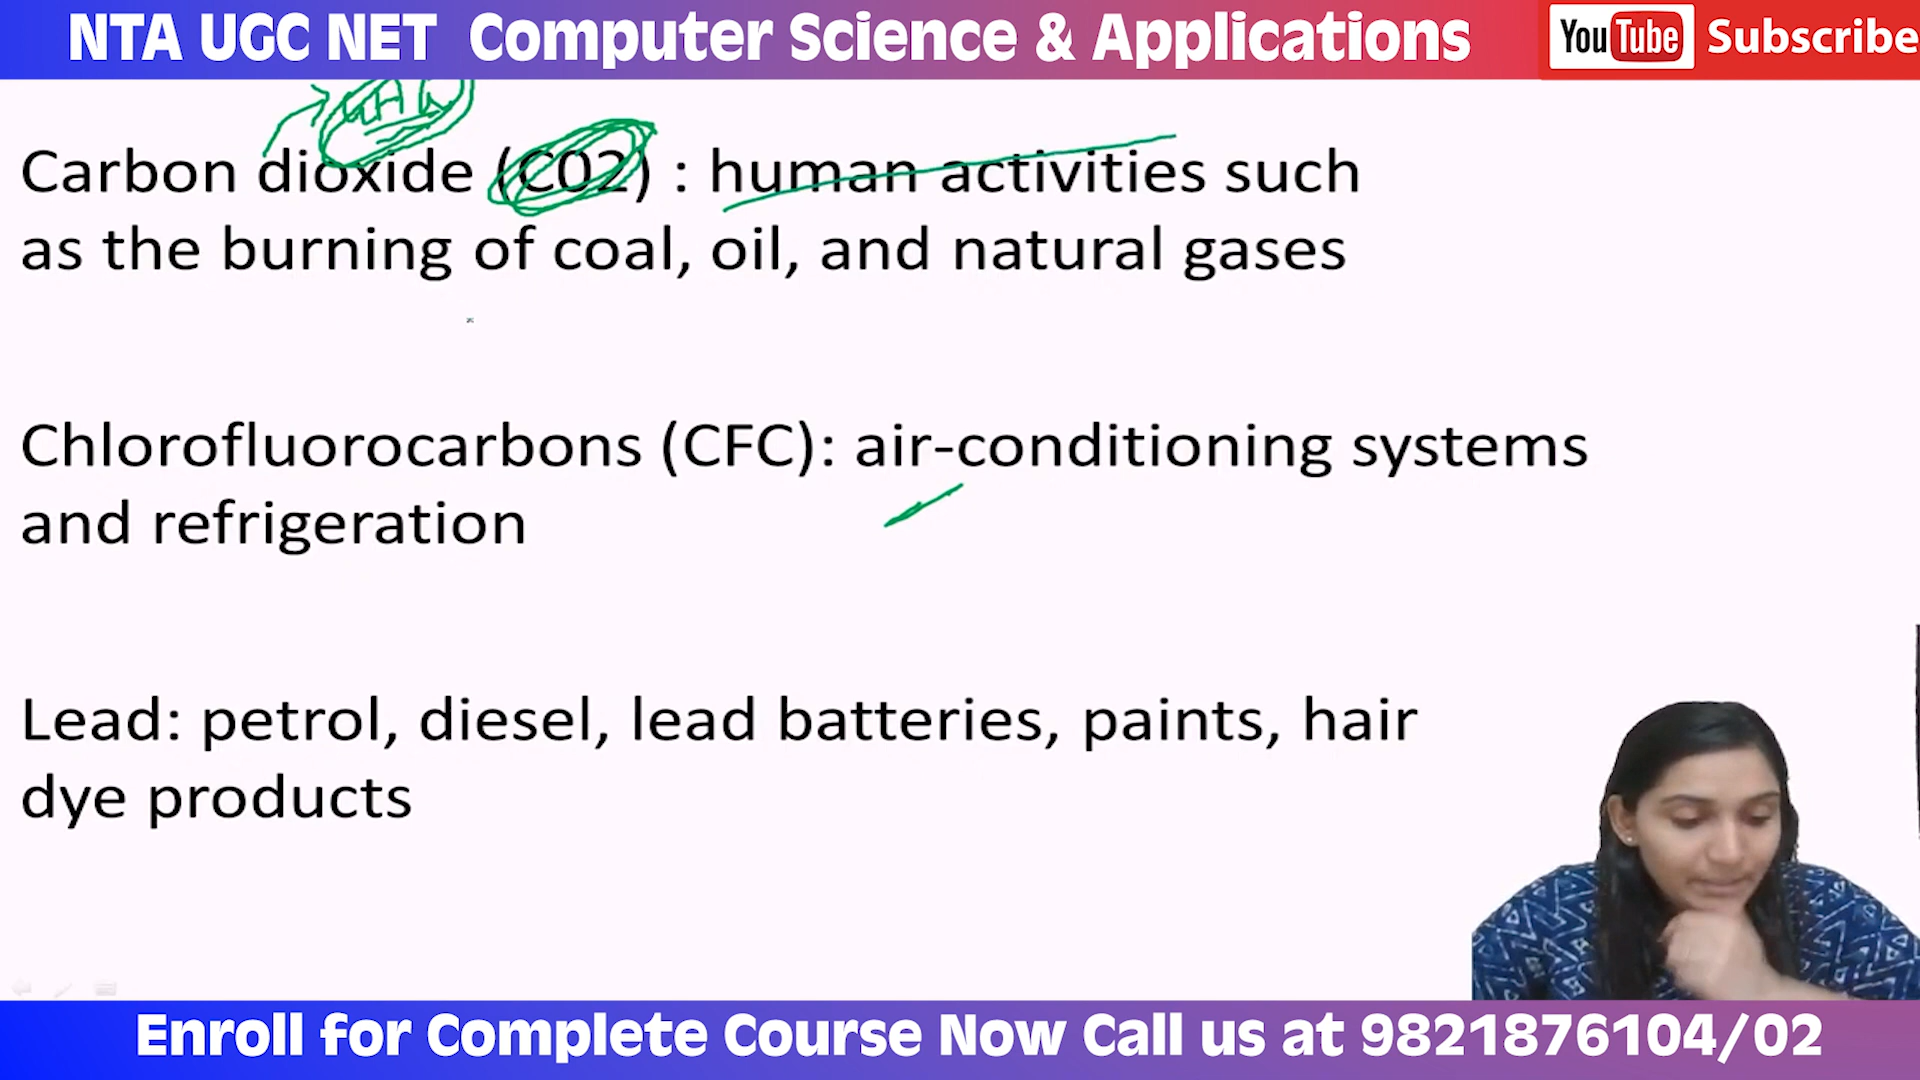 NTA UGC NET Computer Science & Applications
YouTube Subscribe
Carbon dioxide (C02) : human activities such
as the burning of coal, oil, and natural gases
Chlorofluorocarbons (CFC): air-conditioning systems
and refrigeration
Lead: petrol, diesel, lead batteries, paints, hair
dye products
Enroll for Complete Course Now Call us at 9821876104/02